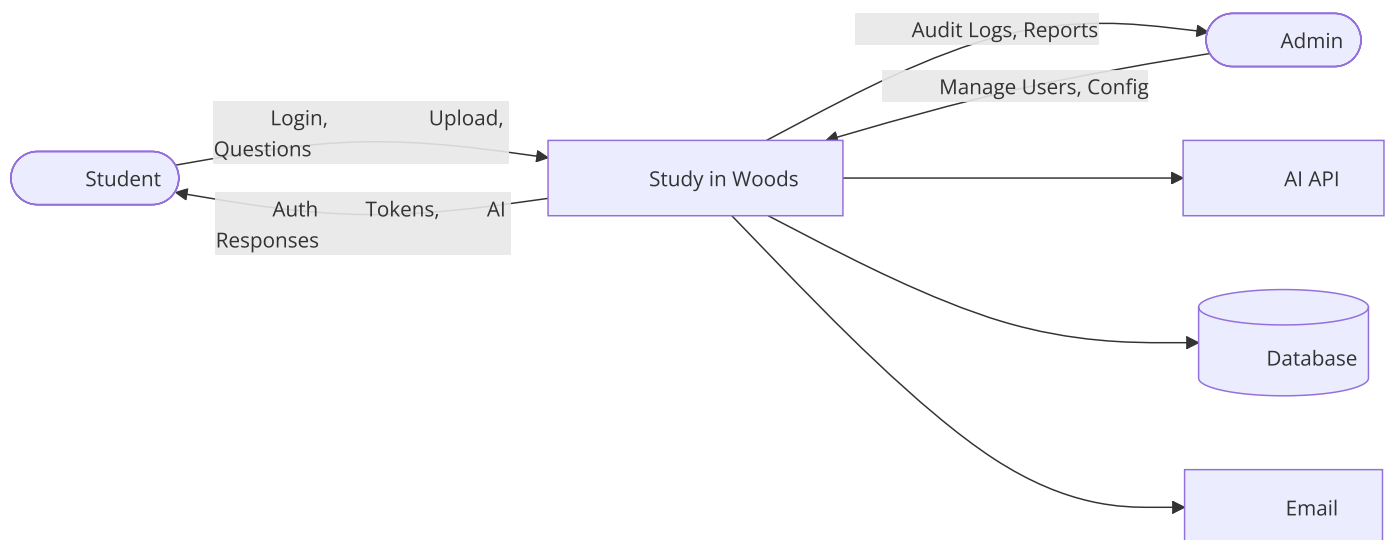 Audit Logs, Reports
Admin
Manage Users, Config
Login, Upload,
Questions
Student
Study in Woods
AI API
Auth Tokens, AI
Responses
Database
Email